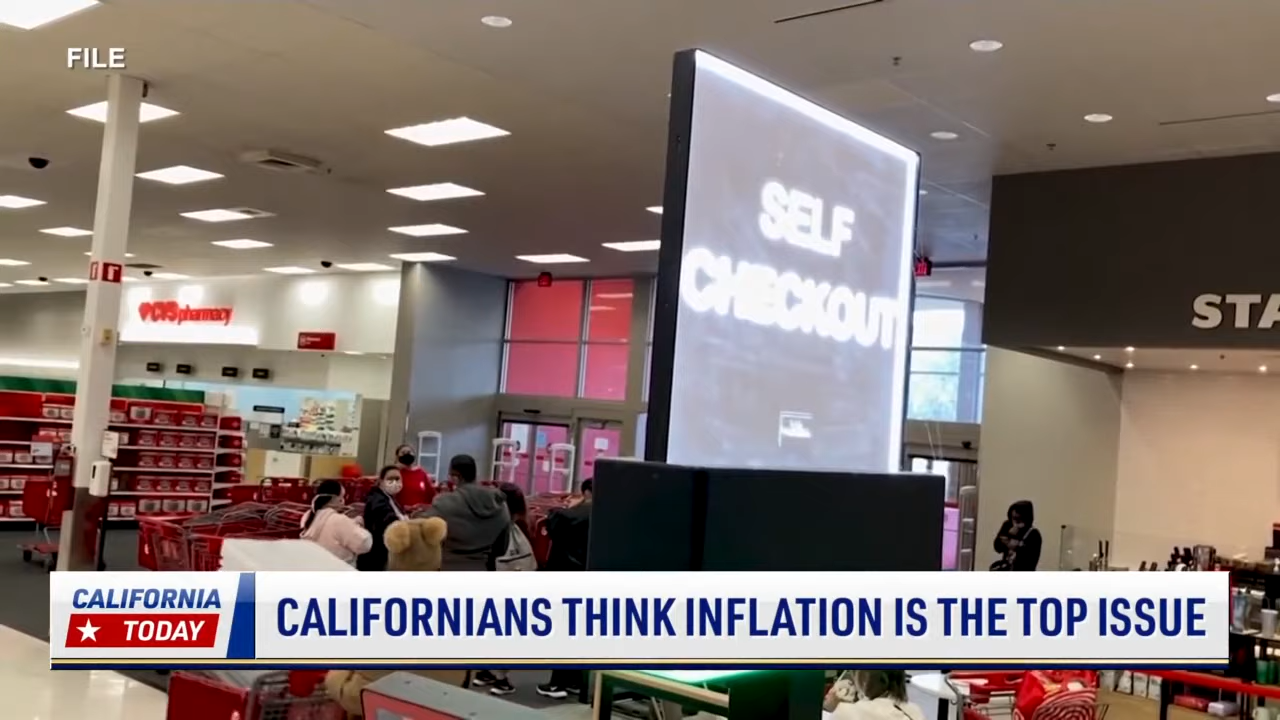 FILE
SELF
CHECKOUT
CVS pharmacy
STA
CALIFORNIA
TODAY
CALIFORNIANS THINK INFLATION IS THE TOP ISSUE